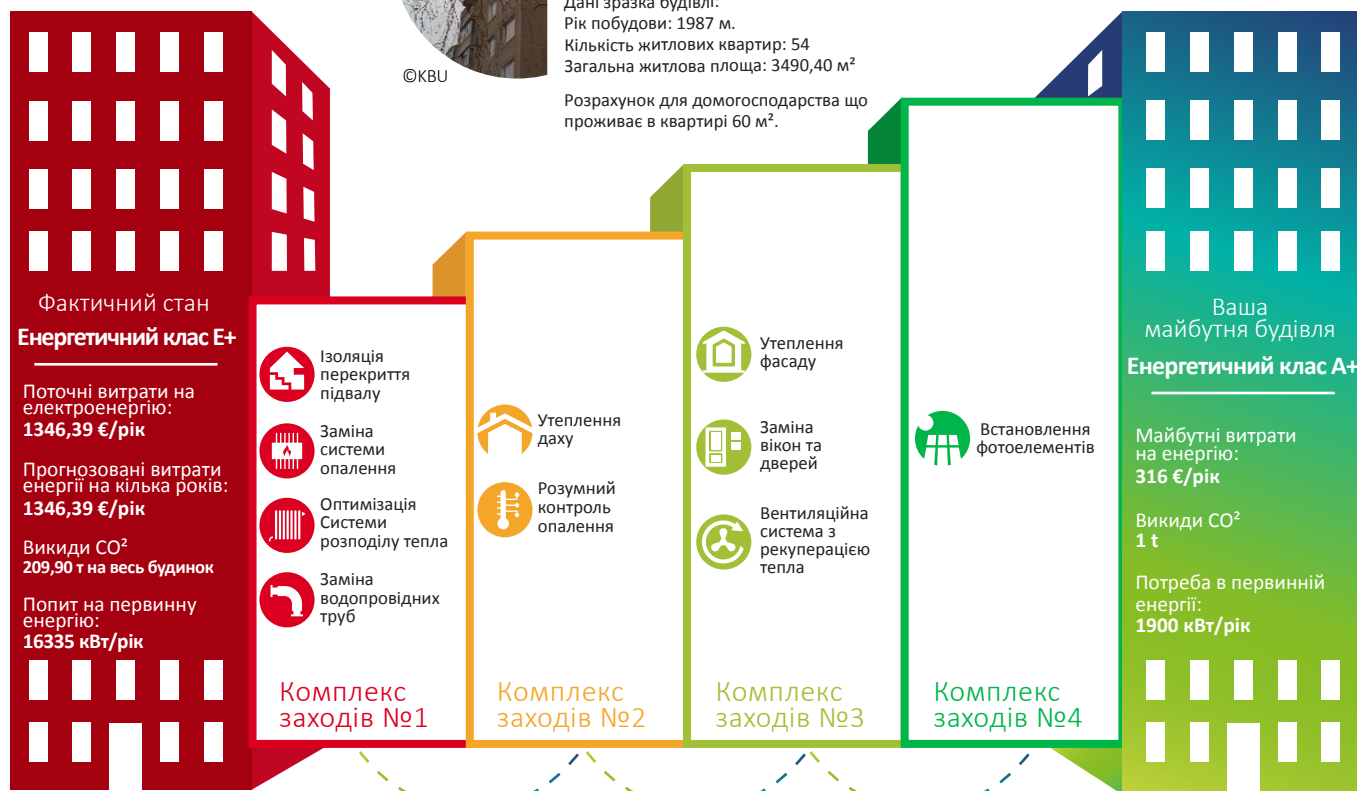 Дані зразка будівлі:
Рік побудови: 1987 м.
Кількість житлових квартир: 54
Загальна житлова площа: 3490,40 м²
©KBU
Розрахунок для домогосподарства що
проживає в квартирі 60 м².
Фактичний стан
Енергетичний клас E+
Поточні витрати на
електроенергію:
1346,39 €/рік
Прогнозовані витрати
енергії на кілька років:
1346,39 €/рік
Викиди CO²
209,90 т на весь будинок
Попит на первинну
енергію:
16335 кВт/рік
Ізоляція
перекриття
підвалу
Заміна
системи
опалення
Оптимізація
Системи
розподілу тепла
Заміна
водопровідних
труб
Комплекс
заходів №1
Утеплення
даху
Розумний
контроль
опалення
Комплекс
заходів №2
Утеплення
фасаду
Заміна
вікон та
дверей
Вентиляційна
система з
рекуперацією
тепла
Комплекс
заходів №3
Встановлення
фотоелементів
Комплекс
заходів №4
Ваша
майбутня будівля
Енергетичний клас A+
Майбутні витрати
на енергію:
316 €/рік
Викиди CO²
1 t
Потреба в первинній
енергії:
1900 кВт/рік